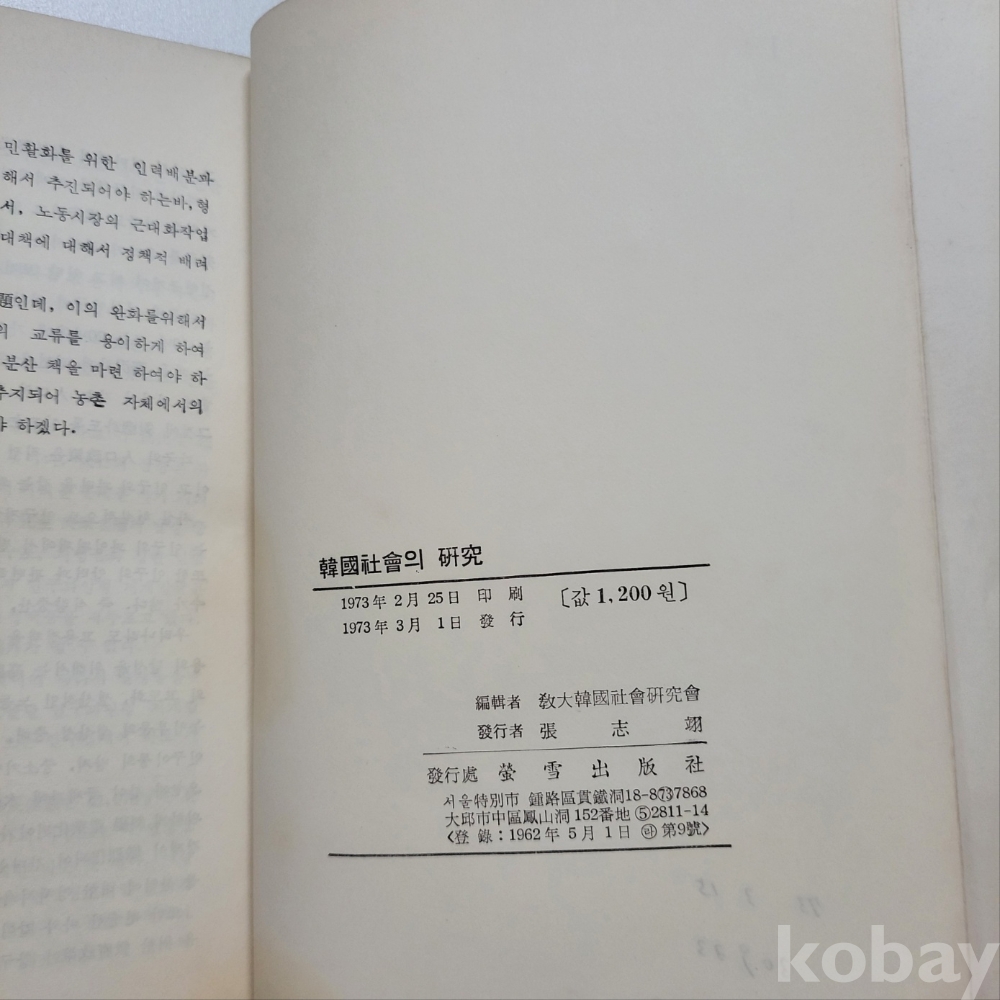 민활화를 위한 인력배분과
해서 추진되어야 하는바, 형
서, 노동시장의 근대화작업
대책에 대해서 정책적 배려
題인데, 이의 완화를위해서
의 교류를 용이하게 하여
분산 책을 마련 하여야 하
추지되어 농촌 자체에서의
야 하겠다.
韓國社會의 硏究
1973年 2月 25日 印刷 〔값 1,200원〕
1973年 3月 1日 發行
編輯者 敎大韓國社會硏究會
發行者 張志翊
發行處 螢雪出版社
서울特別市 鍾路區貫鐵洞18-8 ⑦7868
大邱市中區鳳山洞 152番地 ⑤2811-14
〈登錄：1962年 5月 1日 ㉳ 第9號〉
kobay